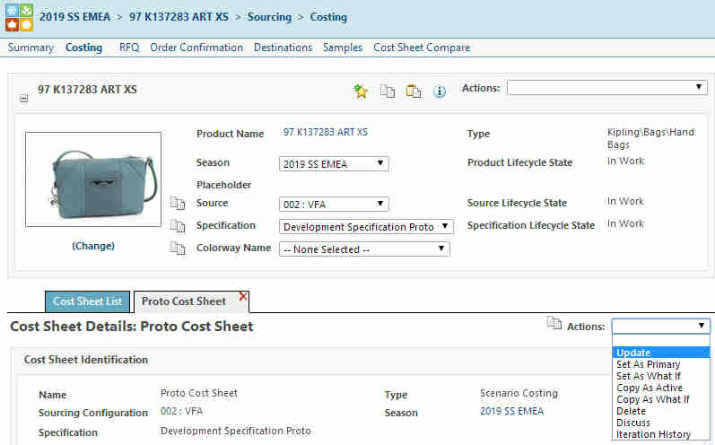 2019 SS EMEA > 97 K137283 ART XS > Sourcing > Costing
Summary Costing RFQ Order Confirmation Destinations Samples Cost Sheet Compare
97 K137283 ART XS Actions:
Product Name 97 K137283 ART XS Type Kipling\Bags\Hand
Bags
Season 2019 SS EMEA Product Lifecycle State In Work
Placeholder
Source 002 : VFA Source Lifecycle State In Work
Specification Development Specification Proto Specification Lifecycle State In Work
(Change) Colorway Name -- None Selected --
Cost Sheet List Proto Cost Sheet X
Cost Sheet Details: Proto Cost Sheet Actions:
Update
Cost Sheet Identification Set As Primary
Set As What If
Copy As Active
Name Proto Cost Sheet Type Scenario Costing Copy As What If
Sourcing Configuration 002 : VFA Season 2019 SS EMEA Delete
Discuss
Specification Development Specification Proto Iteration History